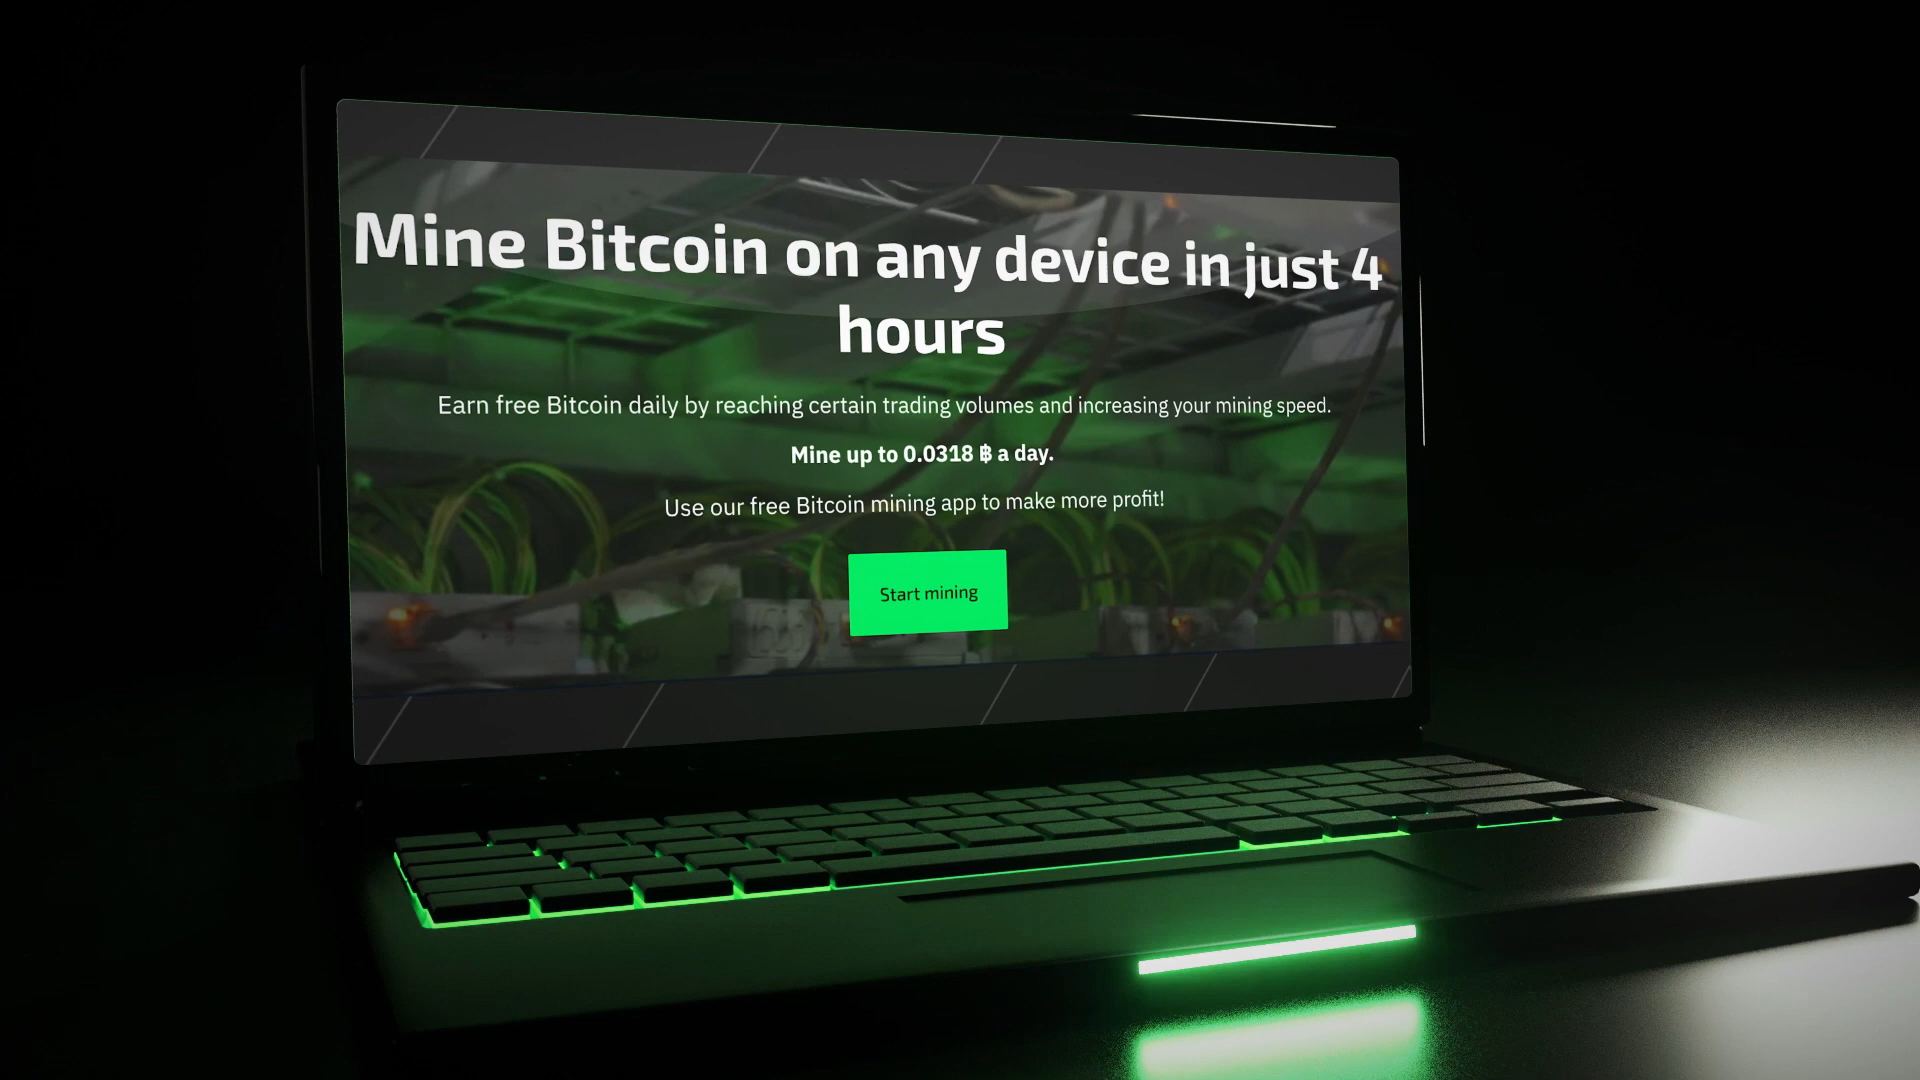 Mine Bitcoin on any device in just 4
hours
Earn free Bitcoin daily by reaching certain trading volumes and increasing your mining speed.
Mine up to 0.0318 ฿ a day.
Use our free Bitcoin mining app to make more profit!
Start mining